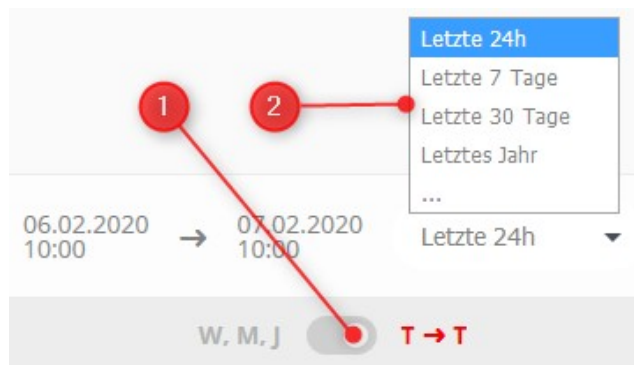 Letzte 24h
Letzte 7 Tage
Letzte 30 Tage
Letztes Jahr
...
1
2
06.02.2020 → 07.02.2020
10:00 10:00
Letzte 24h
W, M, J T → T